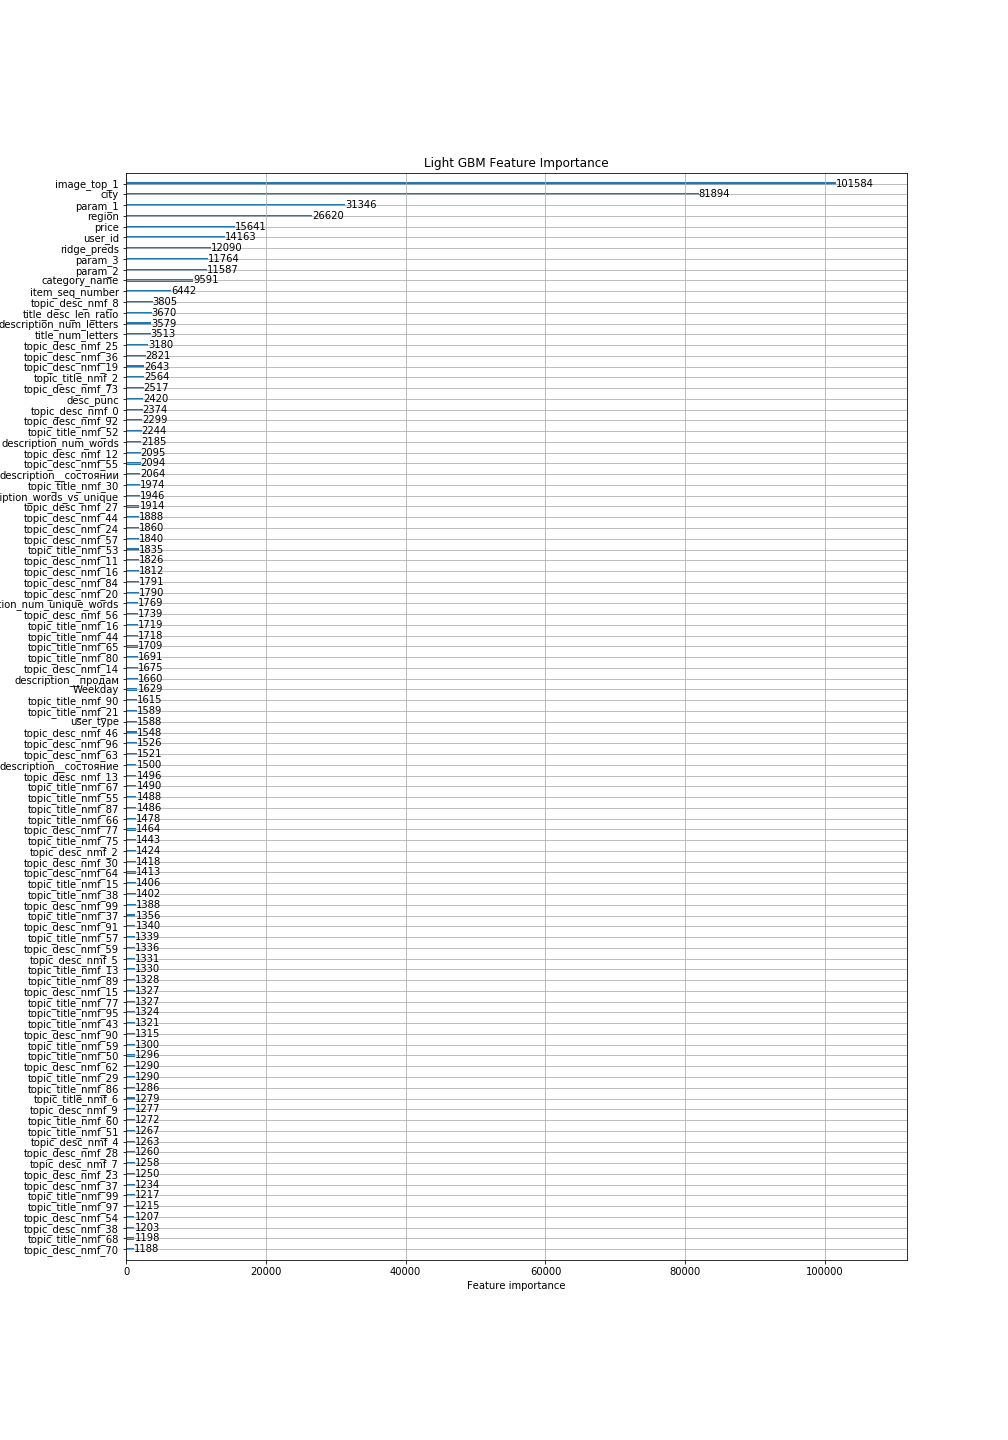 Light GBM Feature Importance
image_top_1 101584
city 81894
param_1 31346
region 26620
price 15641
user_id 14163
ridge_preds 12090
param_3 11764
param_2 11587
category_name 9591
item_seq_number 6442
topic_desc_nmf_8 3805
title_desc_len_ratio 3670
description_num_letters 3579
title_num_letters 3513
topic_desc_nmf_25 3180
topic_desc_nmf_36 2821
topic_desc_nmf_19 2643
topic_title_nmf_2 2564
topic_desc_nmf_73 2517
desc_punc 2420
topic_desc_nmf_0 2374
topic_desc_nmf_92 2299
topic_title_nmf_52 2244
description_num_words 2185
topic_desc_nmf_12 2095
topic_desc_nmf_55 2094
description__состоянии 2064
topic_title_nmf_30 1974
iption_words_vs_unique 1946
topic_desc_nmf_27 1914
topic_desc_nmf_44 1888
topic_desc_nmf_24 1860
topic_desc_nmf_57 1840
topic_title_nmf_53 1835
topic_desc_nmf_11 1826
topic_desc_nmf_16 1812
topic_desc_nmf_84 1791
topic_desc_nmf_20 1790
tion_num_unique_words 1769
topic_desc_nmf_56 1739
topic_title_nmf_16 1719
topic_title_nmf_44 1718
topic_title_nmf_65 1709
topic_title_nmf_80 1691
topic_desc_nmf_14 1675
description__продам 1660
Weekday 1629
topic_title_nmf_90 1615
topic_title_nmf_21 1589
user_type 1588
topic_desc_nmf_46 1548
topic_desc_nmf_96 1526
topic_desc_nmf_63 1521
description__состояние 1500
topic_desc_nmf_13 1496
topic_title_nmf_67 1490
topic_title_nmf_55 1488
topic_title_nmf_87 1486
topic_title_nmf_66 1478
topic_desc_nmf_77 1464
topic_title_nmf_75 1443
topic_desc_nmf_2 1424
topic_desc_nmf_30 1418
topic_desc_nmf_64 1413
topic_title_nmf_15 1406
topic_title_nmf_38 1402
topic_desc_nmf_99 1388
topic_title_nmf_37 1356
topic_desc_nmf_91 1340
topic_title_nmf_57 1339
topic_desc_nmf_59 1336
topic_desc_nmf_5 1331
topic_title_nmf_13 1330
topic_title_nmf_89 1328
topic_desc_nmf_15 1327
topic_title_nmf_77 1327
topic_title_nmf_95 1324
topic_title_nmf_43 1321
topic_desc_nmf_90 1315
topic_title_nmf_59 1300
topic_title_nmf_50 1296
topic_desc_nmf_62 1290
topic_title_nmf_29 1290
topic_title_nmf_86 1286
topic_title_nmf_6 1279
topic_desc_nmf_9 1277
topic_title_nmf_60 1272
topic_title_nmf_51 1267
topic_desc_nmf_4 1263
topic_desc_nmf_28 1260
topic_desc_nmf_7 1258
topic_desc_nmf_23 1250
topic_desc_nmf_37 1234
topic_title_nmf_99 1217
topic_title_nmf_97 1215
topic_desc_nmf_54 1207
topic_desc_nmf_38 1203
topic_title_nmf_68 1198
topic_desc_nmf_70 1188
0 20000 40000 60000 80000 100000
Feature importance